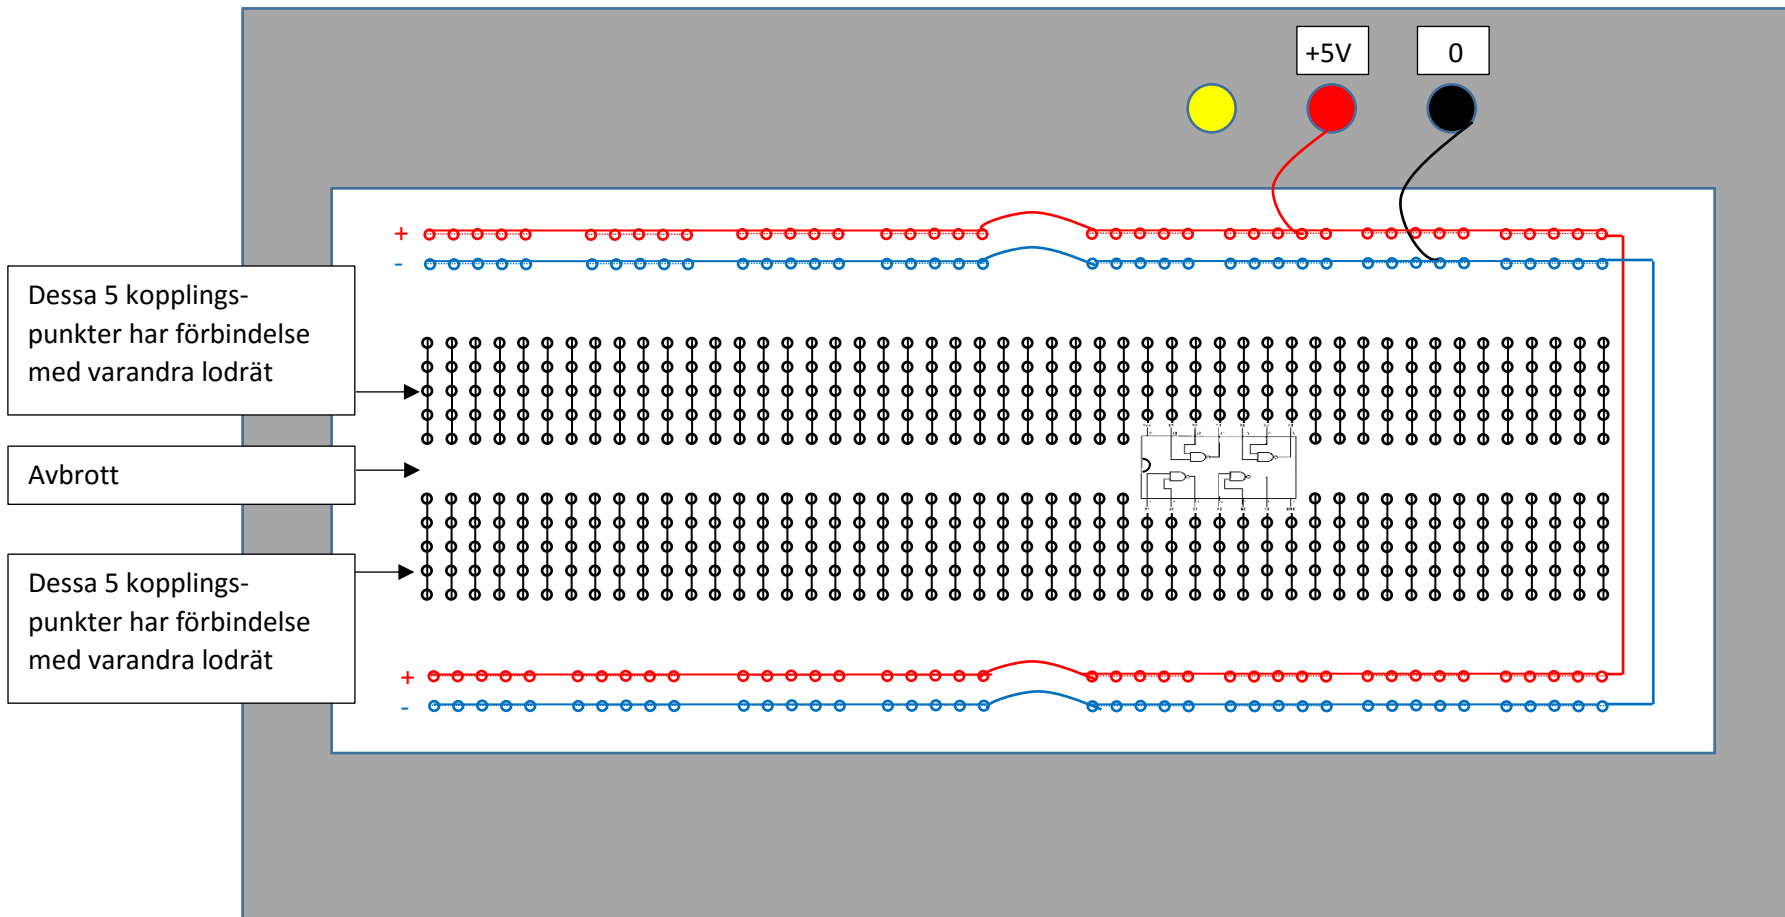 +5V
0
+
-
Dessa 5 kopplings-
punkter har förbindelse
med varandra lodrät
Avbrott
Dessa 5 kopplings-
punkter har förbindelse
med varandra lodrät
+
-